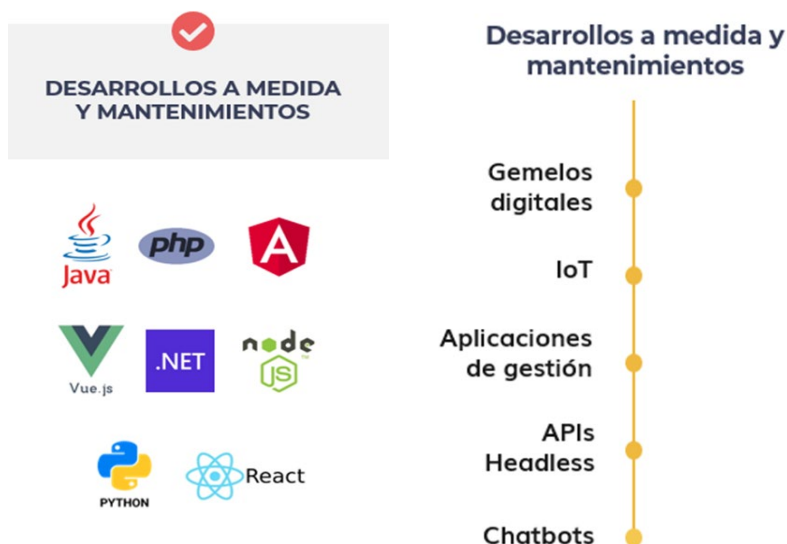 DESARROLLOS A MEDIDA
Y MANTENIMIENTOS
Java
php
A
Vue.js
.NET
node
JS
PYTHON
React
Desarrollos a medida y
mantenimientos
Gemelos
digitales
IoT
Aplicaciones
de gestión
APIs
Headless
Chatbots